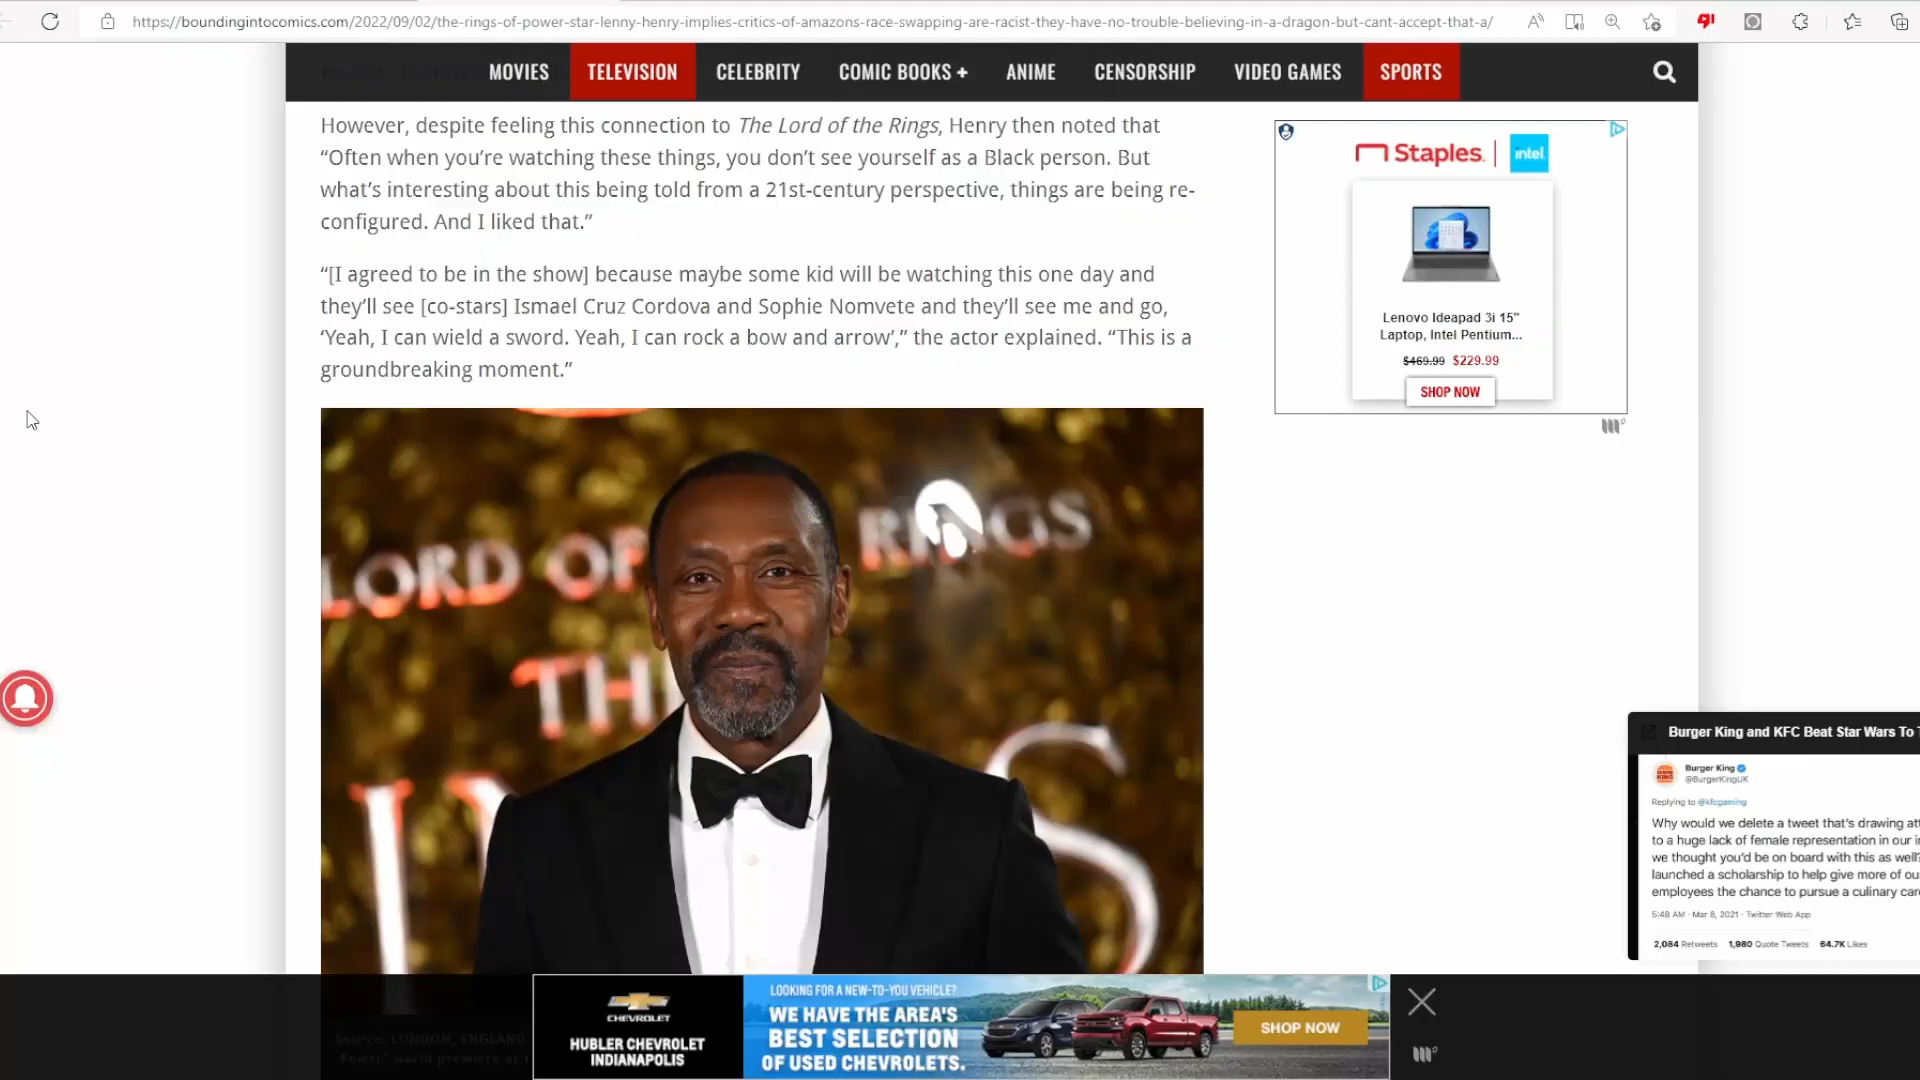 https://boundingintocomics.com/2022/09/02/the-rings-of-power-star-lenny-henry-implies-critics-of-amazons-race-swapping-are-racist-they-have-no-trouble-believing-in-a-dragon-but-cant-accept-that-a/
MOVIES TELEVISION CELEBRITY COMIC BOOKS + ANIME CENSORSHIP VIDEO GAMES SPORTS
However, despite feeling this connection to The Lord of the Rings, Henry then noted that
“Often when you’re watching these things, you don’t see yourself as a Black person. But
what’s interesting about this being told from a 21st-century perspective, things are being re-
configured. And I liked that.”
“[I agreed to be in the show] because maybe some kid will be watching this one day and
they’ll see [co-stars] Ismael Cruz Cordova and Sophie Nomvete and they’ll see me and go,
‘Yeah, I can wield a sword. Yeah, I can rock a bow and arrow’,” the actor explained. “This is a
groundbreaking moment.”
Staples. intel
Lenovo Ideapad 3i 15"
Laptop, Intel Pentium...
$469.99 $229.99
SHOP NOW
LORD OF RINGS
TH
S
Burger King and KFC Beat Star Wars To
Burger King
@BurgerKingUK
Replying to @kfcgaming
Why would we delete a tweet that's drawing
to a huge lack of female representation in our
we thought you'd be on board with this as well?
launched a scholarship to help give more of
employees the chance to pursue a culinary
5:48 AM · Mar 8, 2021 · Twitter Web App
2,084 Retweets 1,980 Quote Tweets 64.7K Likes
Source: LONDON, ENGLAND
Power' world premiere at
CHEVROLET
HUBLER CHEVROLET
INDIANAPOLIS
LOOKING FOR A NEW-TO-YOU VEHICLE?
WE HAVE THE AREA'S
BEST SELECTION
OF USED CHEVROLETS.
SHOP NOW